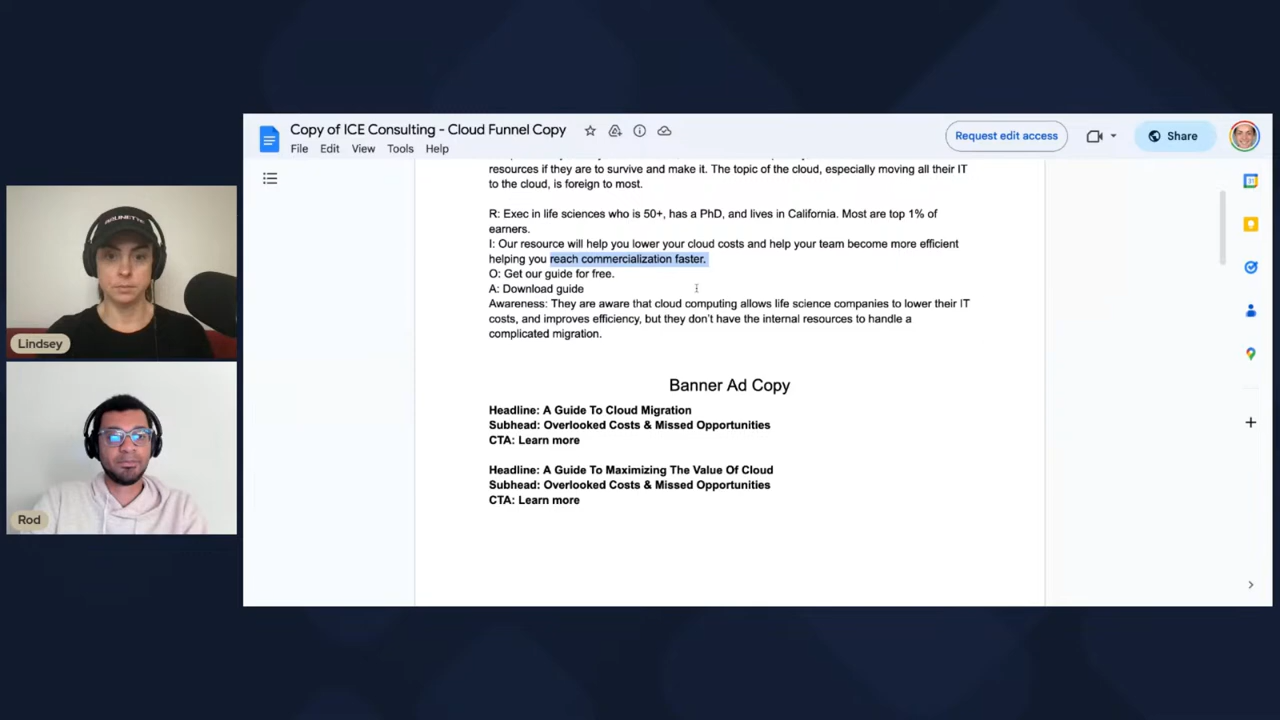 Copy of ICE Consulting - Cloud Funnel Copy
File Edit View Tools Help
Request edit access
Share
resources if they are to survive and make it. The topic of the cloud, especially moving all their IT
to the cloud, is foreign to most.
R: Exec in life sciences who is 50+, has a PhD, and lives in California. Most are top 1% of
earners.
I: Our resource will help you lower your cloud costs and help your team become more efficient
helping you reach commercialization faster.
O: Get our guide for free.
A: Download guide
Awareness: They are aware that cloud computing allows life science companies to lower their IT
costs, and improves efficiency, but they don’t have the internal resources to handle a
complicated migration.
Banner Ad Copy
Headline: A Guide To Cloud Migration
Subhead: Overlooked Costs & Missed Opportunities
CTA: Learn more
Headline: A Guide To Maximizing The Value Of Cloud
Subhead: Overlooked Costs & Missed Opportunities
CTA: Learn more
Lindsey
Rod